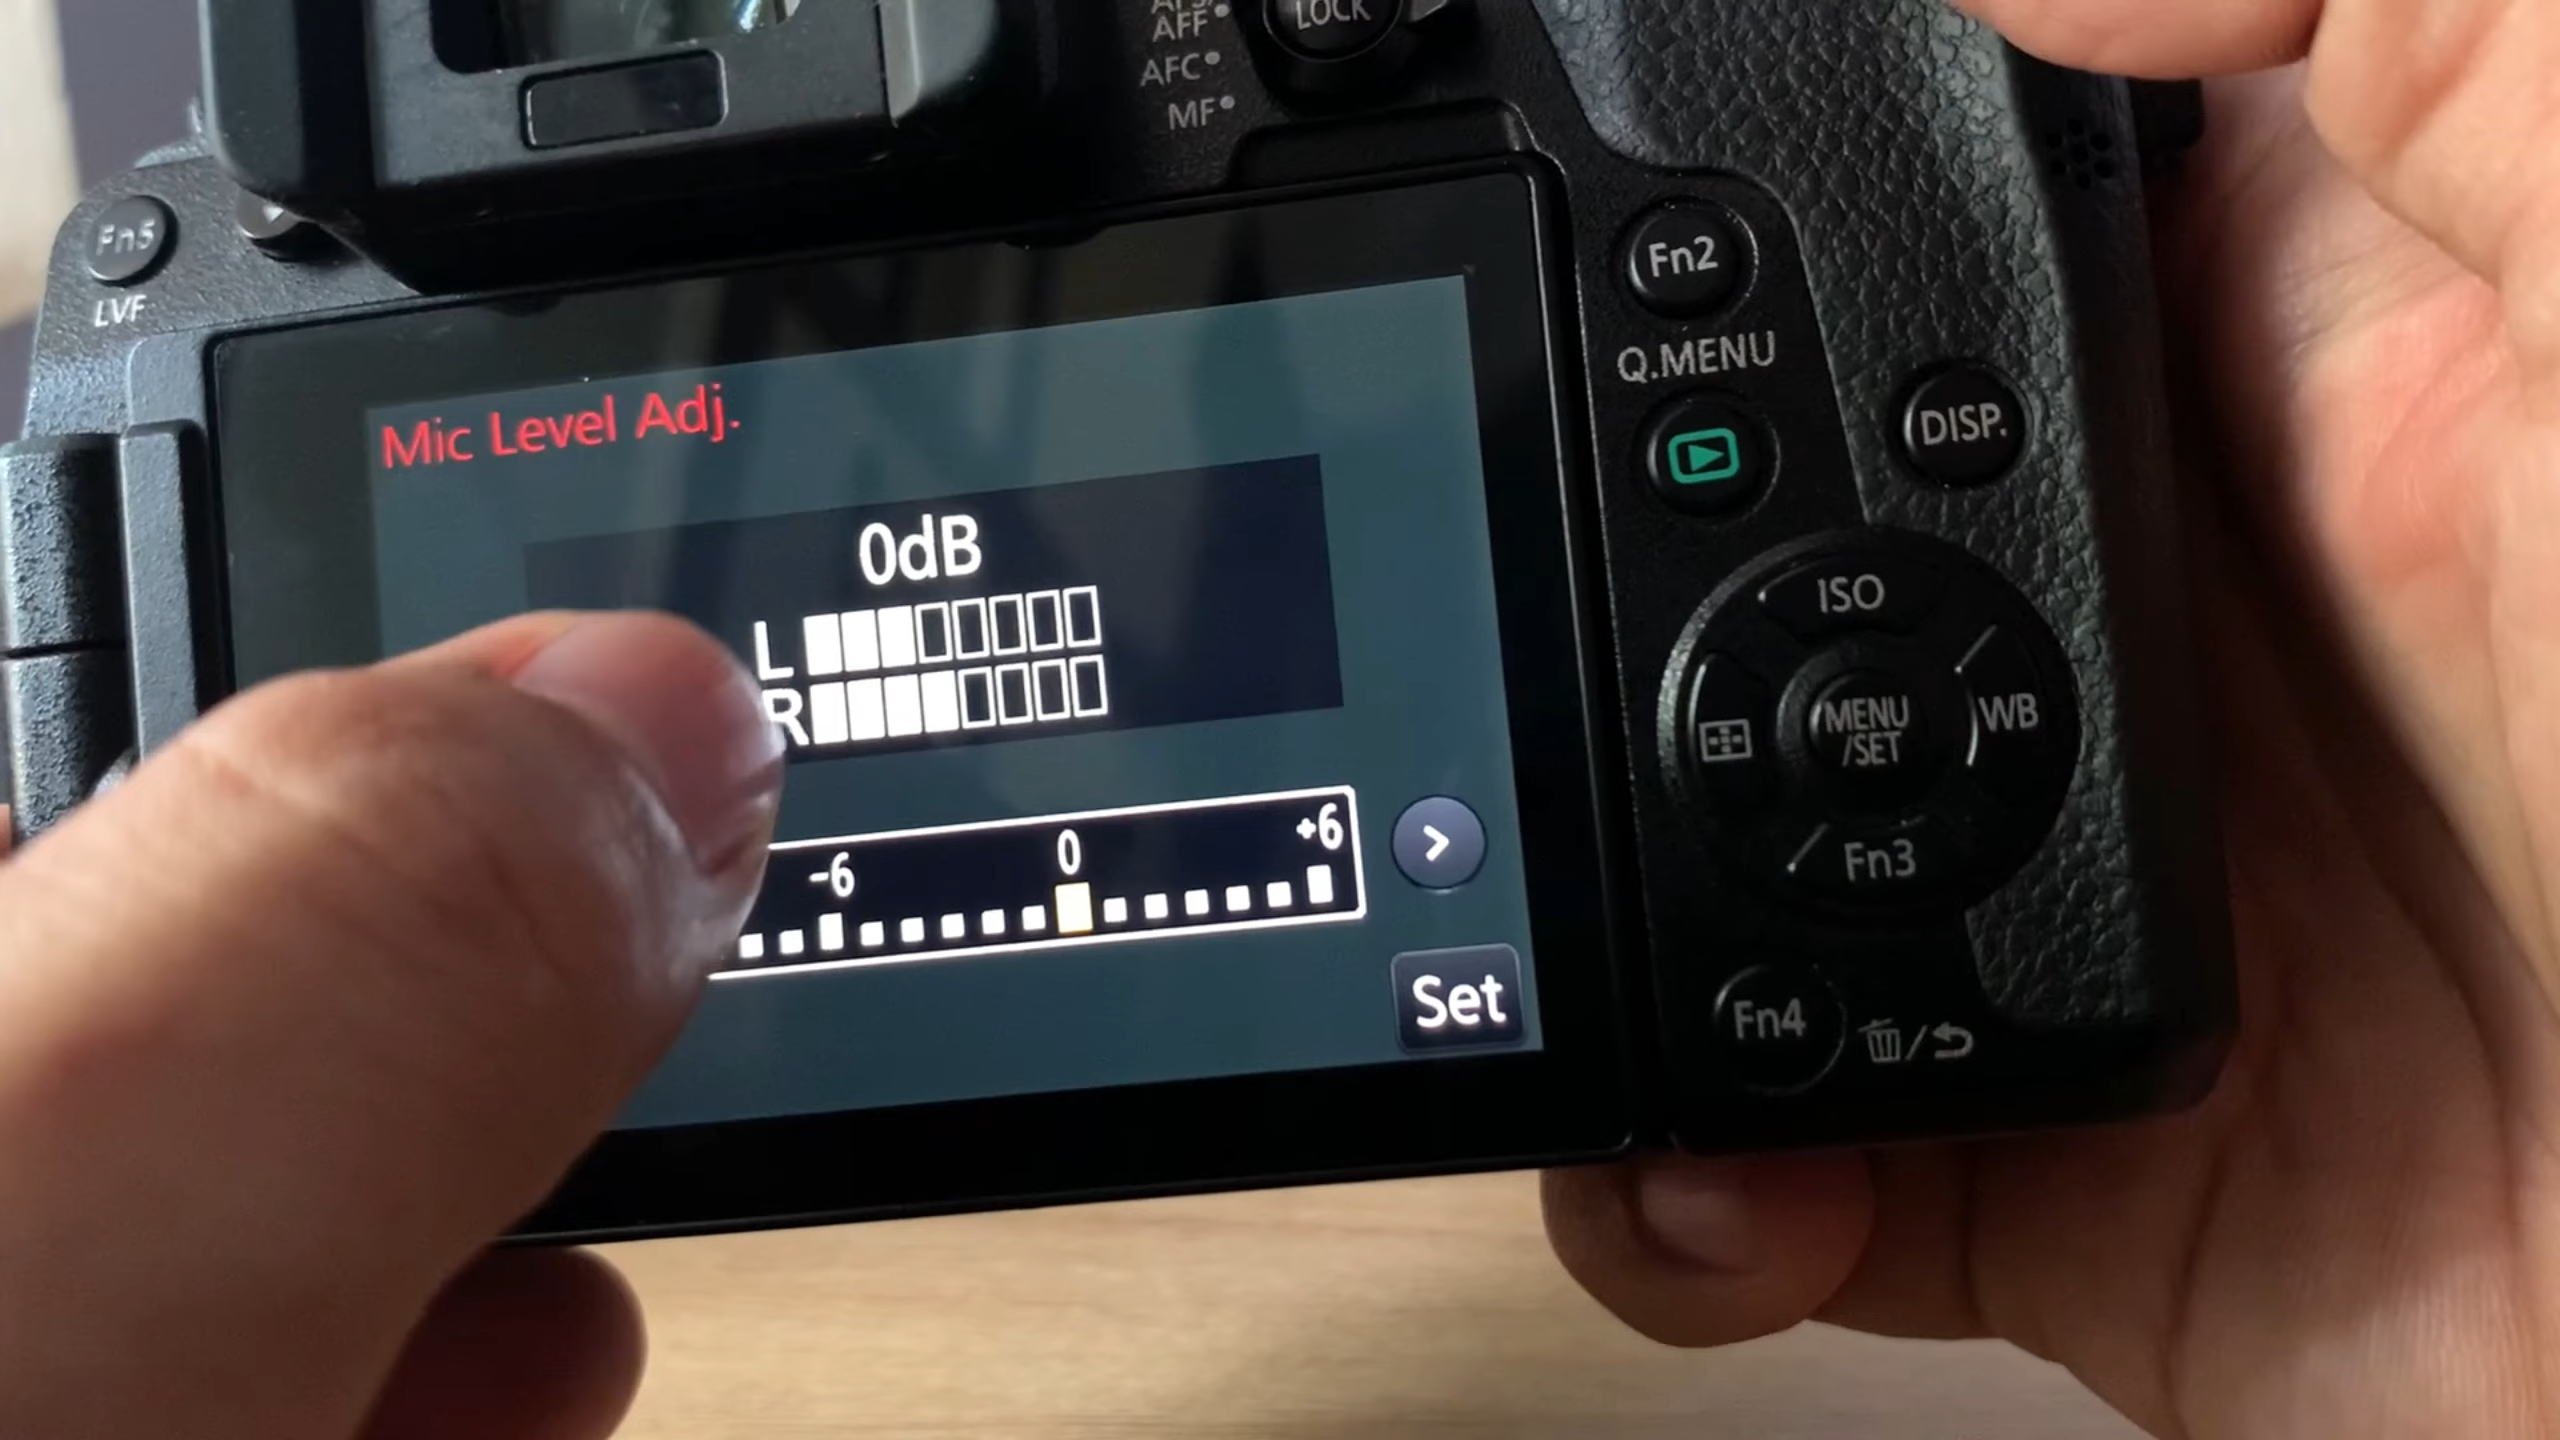 AFF
LOCK
AFC
MF
Fn5
LVF
Fn2
Q.MENU
DISP.
Mic Level Adj.
0dB
L
R
-6 0 +6
Set
ISO
WB
MENU
/SET
Fn3
Fn4
/